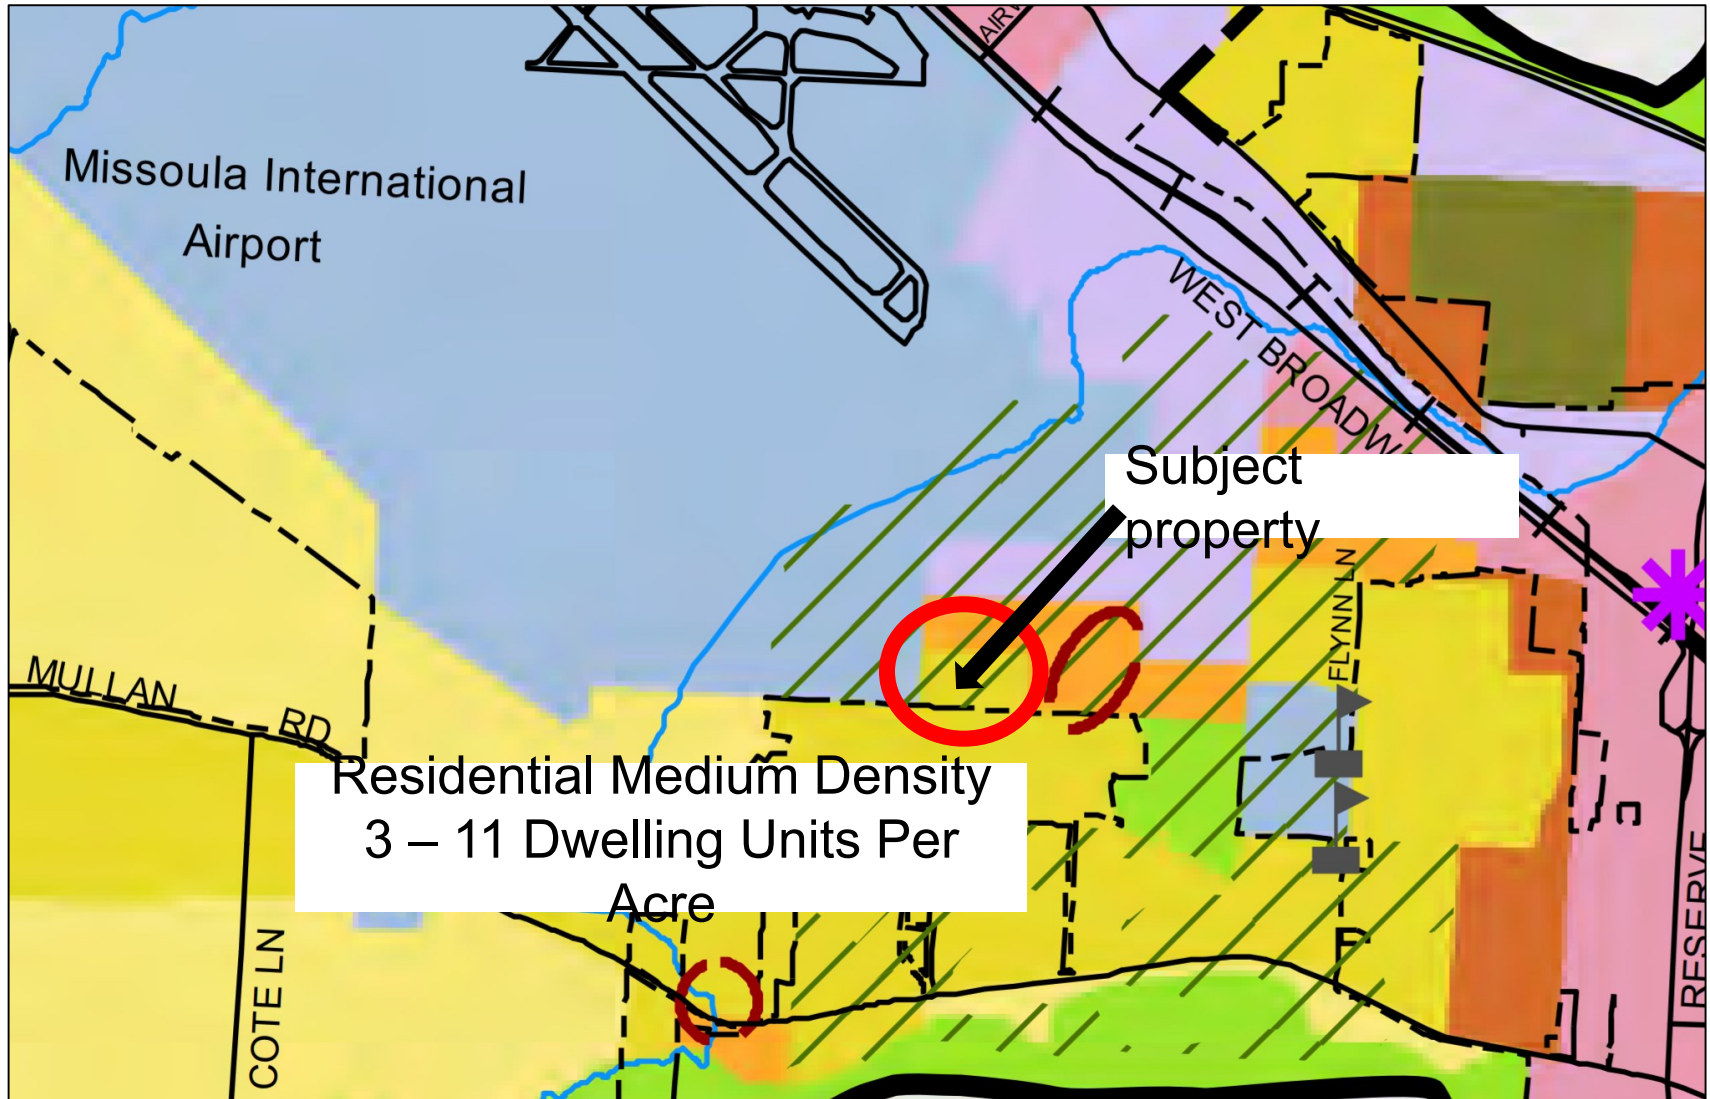 AIRW
Missoula International
Airport
WEST BROADW
Subject
property
FLYNN LN
MULLAN
RD
Residential Medium Density
3 – 11 Dwelling Units Per
Acre
COTE LN
RESERVE